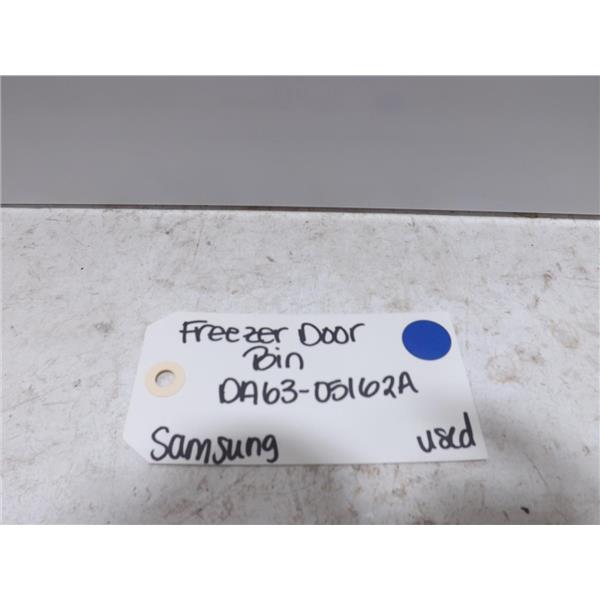 Freezer Door
Bin
DA63-05162A
Samsung
used